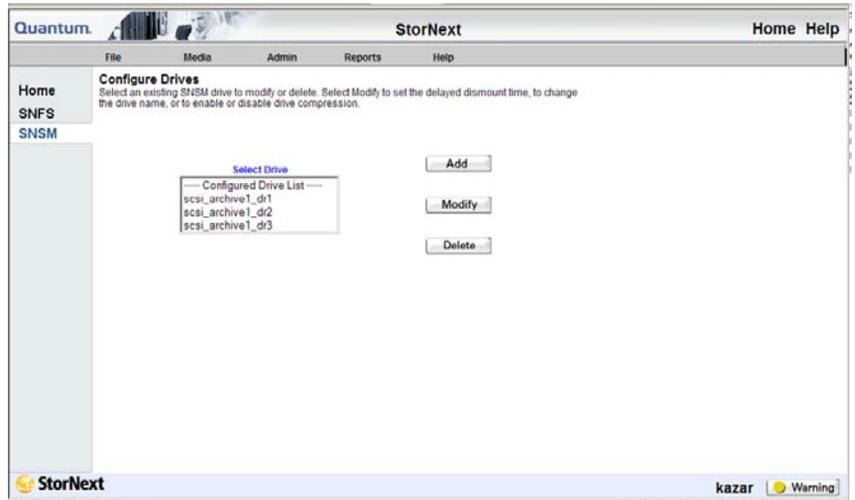 Quantum.
StorNext
Home Help
File Media Admin Reports Help
Home
SNFS
SNSM
Configure Drives
Select an existing SNSM drive to modify or delete. Select Modify to set the delayed dismount time, to change
the drive name, or to enable or disable drive compression.
Select Drive
----- Configured Drive List -----
scsi_archive1_dr1
scsi_archive1_dr2
scsi_archive1_dr3
Add
Modify
Delete
StorNext
kazar
Warning